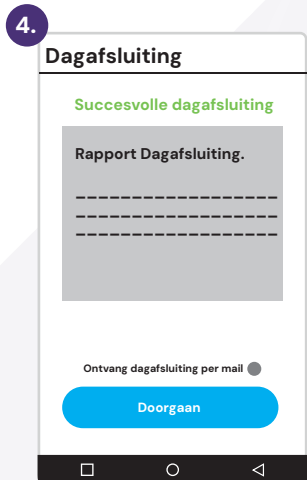 4.
Dagafsluiting
Succesvolle dagafsluiting
Rapport Dagafsluiting.
Ontvang dagafsluiting per mail
Doorgaan